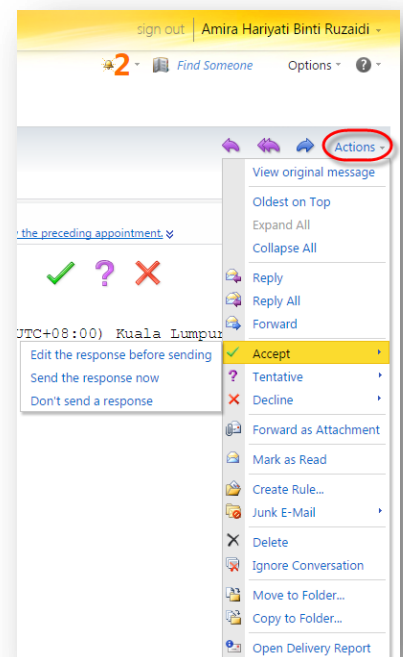 sign out Amira Hariyati Binti Ruzaidi
2 Find Someone Options ?
Actions
View original message
Oldest on Top
Expand All
Collapse All
the preceding appointment.
?
Reply
Reply All
Forward
UTC+08:00) Kuala Lumpur
Edit the response before sending
Send the response now
Don't send a response
Accept
? Tentative
Decline
Forward as Attachment
Mark as Read
Create Rule...
Junk E-Mail
Delete
Ignore Conversation
Move to Folder...
Copy to Folder...
Open Delivery Report